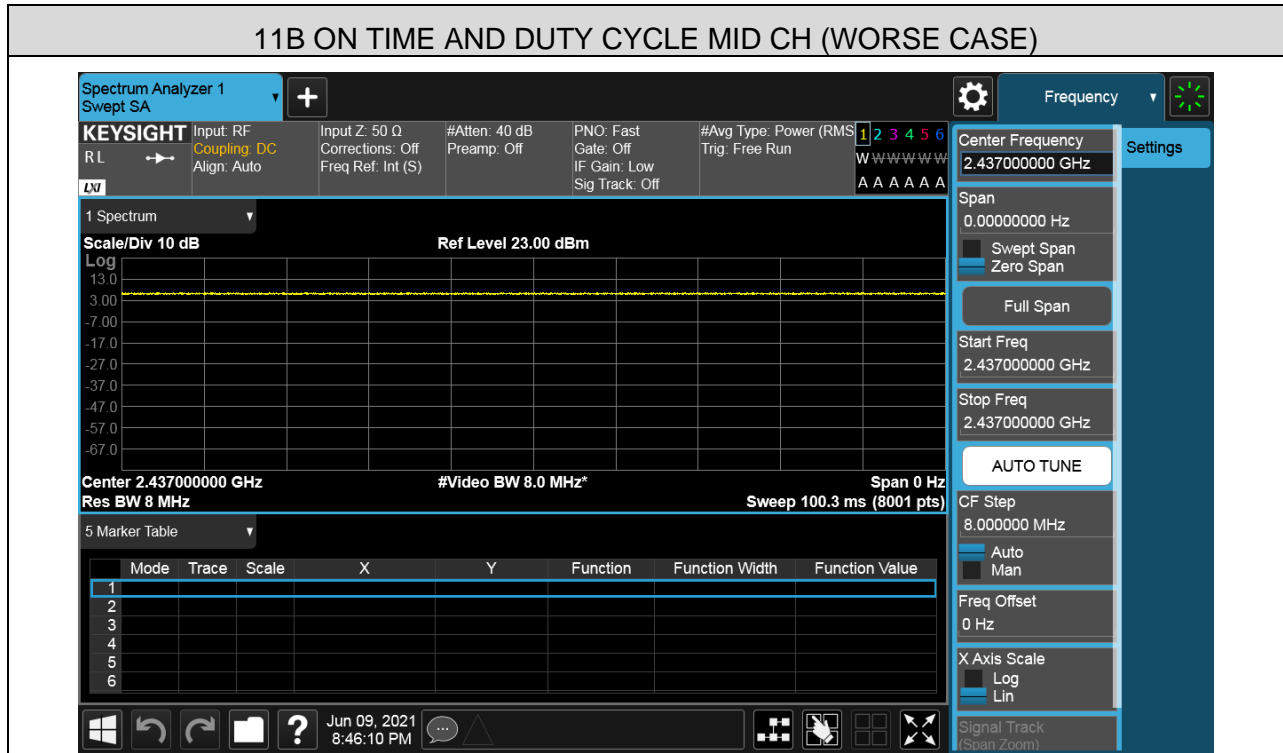 11B ON TIME AND DUTY CYCLE MID CH (WORSE CASE)
Spectrum Analyzer 1
Swept SA
+
Frequency
KEYSIGHT
RL
LXI
Input: RF
Coupling: DC
Align: Auto
Input Z: 50 Ω
Corrections: Off
Freq Ref: Int (S)
#Atten: 40 dB
Preamp: Off
PNO: Fast
Gate: Off
IF Gain: Low
Sig Track: Off
#Avg Type: Power (RMS
Trig: Free Run
1 2 3 4 5 6
W W W W W W
A A A A A A
1 Spectrum
Scale/Div 10 dB
Ref Level 23.00 dBm
Log
13.0
3.00
-7.00
-17.0
-27.0
-37.0
-47.0
-57.0
-67.0
Center 2.437000000 GHz
#Video BW 8.0 MHz*
Span 0 Hz
Res BW 8 MHz
Sweep 100.3 ms (8001 pts)
5 Marker Table
Mode Trace Scale X Y Function Function Width Function Value
1
2
3
4
5
6
?
Jun 09, 2021
8:46:10 PM
Center Frequency
2.437000000 GHz
Settings
Span
0.00000000 Hz
Swept Span
Zero Span
Full Span
Start Freq
2.437000000 GHz
Stop Freq
2.437000000 GHz
AUTO TUNE
CF Step
8.000000 MHz
Auto
Man
Freq Offset
0 Hz
X Axis Scale
Log
Lin
Signal Track
(Span Zoom)